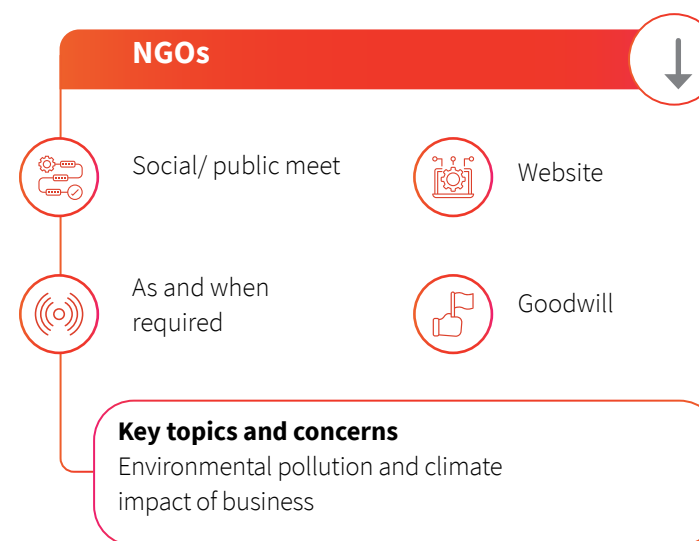 NGOs
Social/ public meet
Website
As and when
required
Goodwill
Key topics and concerns
Environmental pollution and climate
impact of business